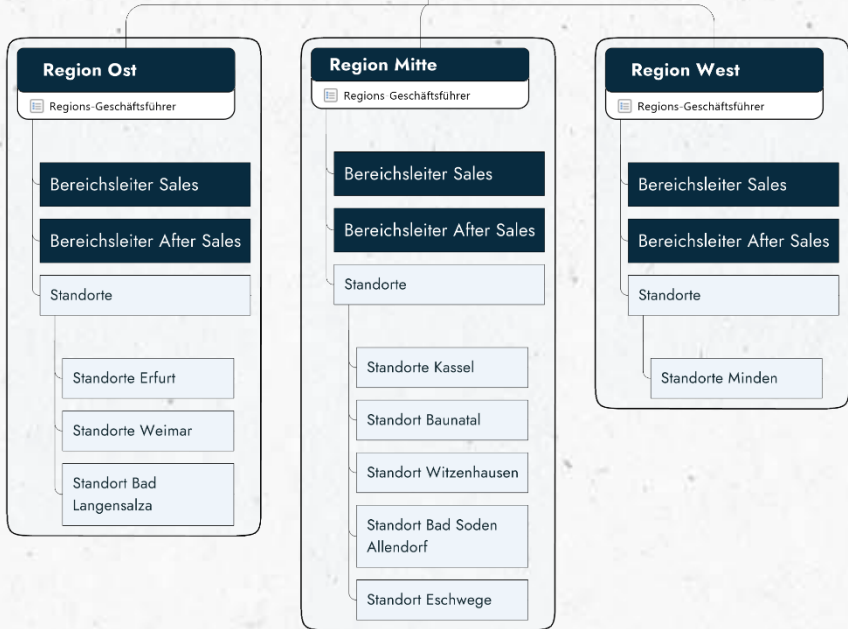 Region Ost
Regions-Geschäftsführer
Bereichsleiter Sales
Bereichsleiter After Sales
Standorte
Standorte Erfurt
Standorte Weimar
Standort Bad
Langensalza
Region Mitte
Regions-Geschäftsführer
Bereichsleiter Sales
Bereichsleiter After Sales
Standorte
Standorte Kassel
Standort Baunatal
Standort Witzenhausen
Standort Bad Soden
Allendorf
Standort Eschwege
Region West
Regions-Geschäftsführer
Bereichsleiter Sales
Bereichsleiter After Sales
Standorte
Standorte Minden